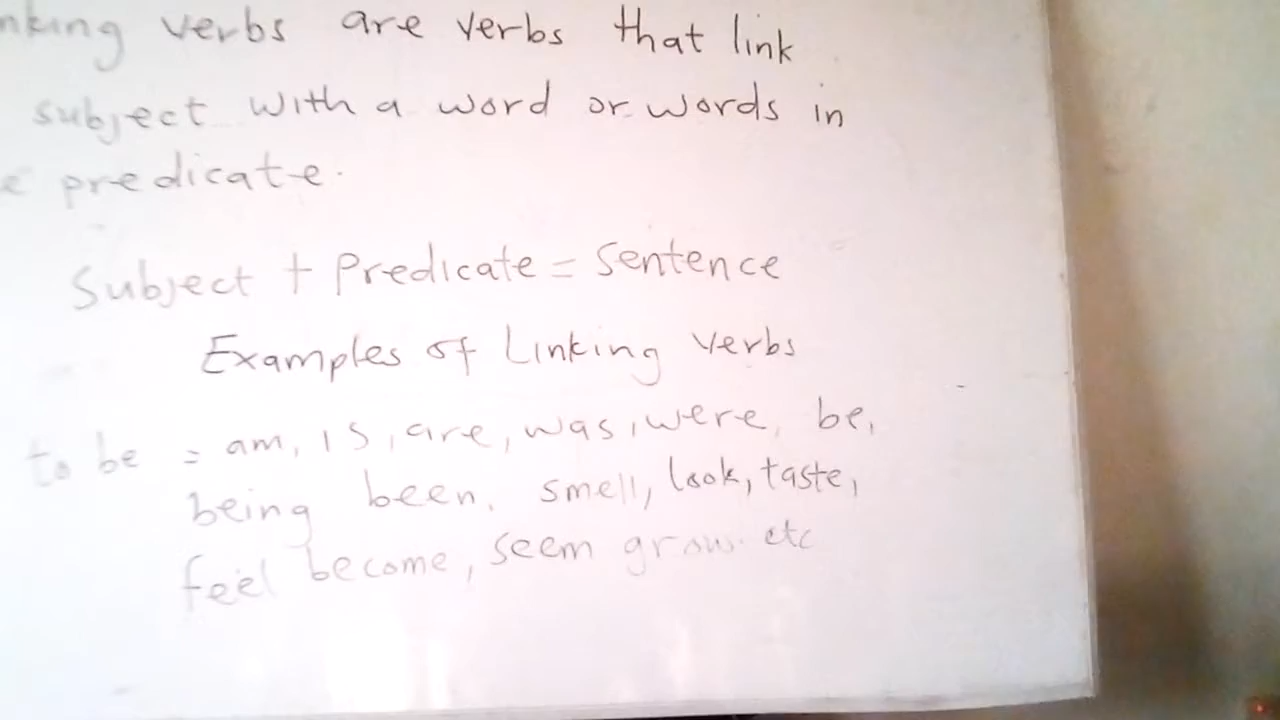 nking verbs are verbs that link
subject with a word or words in
e predicate.
Subject + Predicate = Sentence
Examples of Linking verbs
to be = am, is, are, was, were, be,
being been, smell, look, taste,
feel become, seem grow. etc